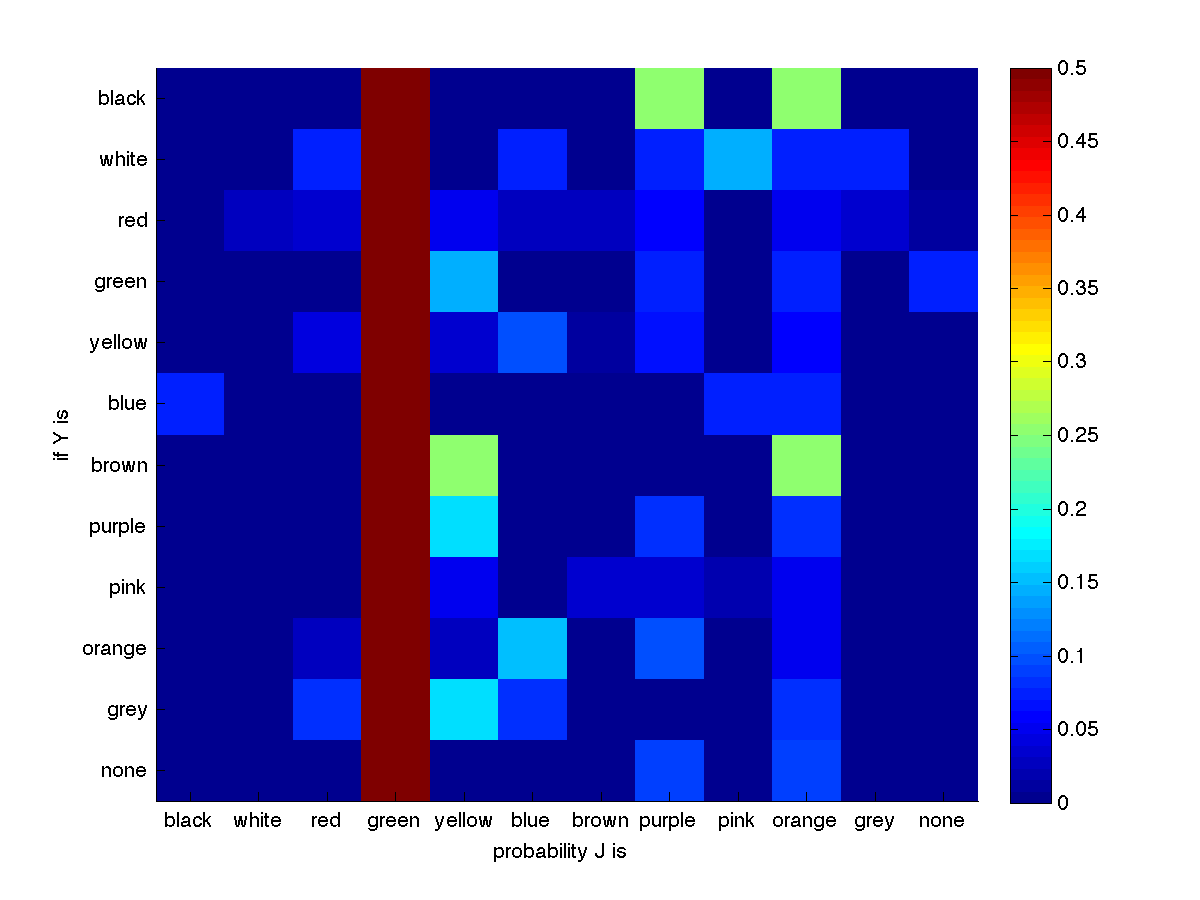 black
white
red
green
yellow
blue
brown
purple
pink
orange
grey
none
if Y is
black white red green yellow blue brown purple pink orange grey none
probability J is
0.5
0.45
0.4
0.35
0.3
0.25
0.2
0.15
0.1
0.05
0